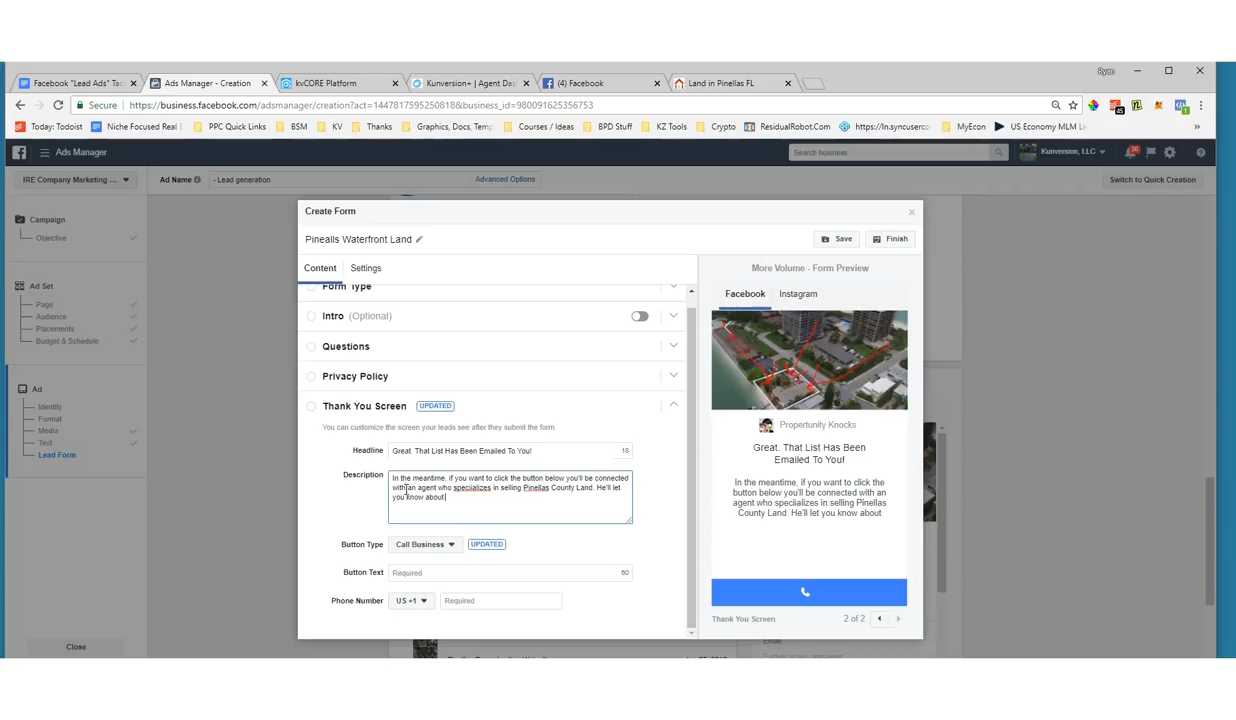 Facebook "Lead Ads" Tac
Ads Manager - Creation
kvCORE Platform
Kunversion+ | Agent Das
(4) Facebook
Land in Pinellas FL
Ryan
Secure
https://business.facebook.com/adsmanager/creation?act=1447817595250818&business_id=980091625356753
Today: Todoist
Niche Focused Real E
PPC Quick Links
BSM
KV
Thanks
Graphics, Docs, Temp
Courses / Ideas
BPD Stuff
KZ Tools
Crypto
ResidualRobot.Com
https://ln.syncuserco
MyEcon
US Economy MLM Le
»
Ads Manager
Search business
Kunversion, LLC
IRE Company Marketing ...
Ad Name
- Lead generation
Advanced Options
Switch to Quick Creation
Campaign
Objective
Ad Set
Page
Audience
Placements
Budget & Schedule
Ad
Identity
Format
Media
Text
Lead Form
Close
Create Form
Pinealls Waterfront Land
Save
Finish
Content
Settings
Form Type
Intro (Optional)
Questions
Privacy Policy
Thank You Screen UPDATED
You can customize the screen your leads see after they submit the form.
Headline
Great. That List Has Been Emailed To You!
18
Description
In the meantime, if you want to click the button below you'll be connected
with an agent who speciializes in selling Pinellas County Land. He'll let
you know about
Button Type
Call Business
UPDATED
Button Text
Required
60
Phone Number
US +1
Required
More Volume - Form Preview
Facebook
Instagram
Propertunity Knocks
Great. That List Has Been
Emailed To You!
In the meantime, if you want to click the
button below you'll be connected with an
agent who speciializes in selling Pinellas
County Land. He'll let you know about
Thank You Screen
2 of 2
Email